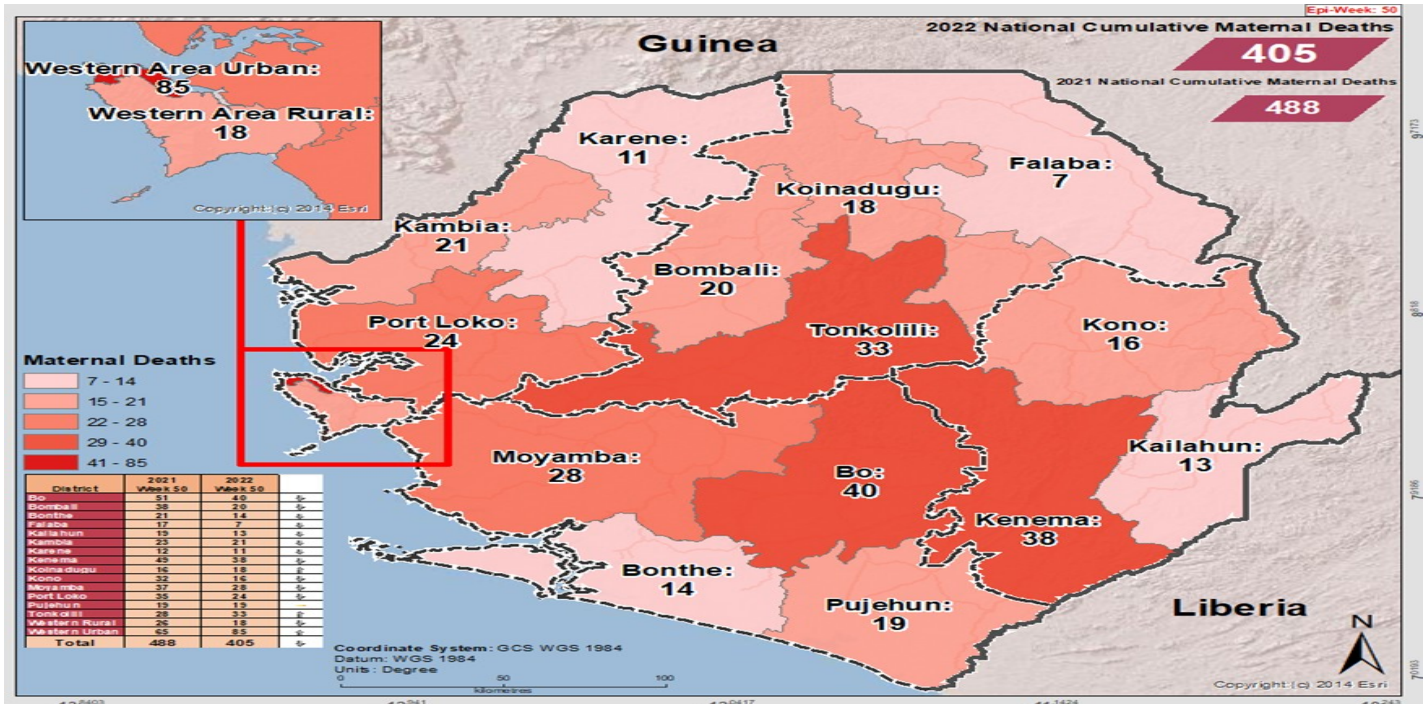 Epi-Week: 50
2022 National Cumulative Maternal Deaths
405
2021 National Cumulative Maternal Deaths
488
Guinea
Western Area Urban:
85
Western Area Rural:
18
Copyright:(c) 2014 Esri
Karene:
11
Falaba:
7
Koinadugu:
18
Kambia:
21
Bombali:
20
Port Loko:
24
Tonkolili:
33
Kono:
16
Moyamba:
28
Bo:
40
Kailahun:
13
Kenema:
38
Bonthe:
14
Pujehun:
19
Liberia
Maternal Deaths
7 - 14
15 - 21
22 - 28
29 - 40
41 - 85
District 2021 Week 50 2022 Week 50
Bo 51 40
Bombali 38 20
Bonthe 21 14
Falaba 17 7
Kailahun 19 13
Kambia 23 21
Karene 12 11
Kenema 49 38
Koinadugu 16 18
Kono 32 16
Moyamba 37 28
Port Loko 35 24
Pujehun 19 19
Tonkolili 28 33
Western Rural 26 18
Western Urban 65 85
Total 488 405
Coordinate System: GCS WGS 1984
Datum: WGS 1984
Units: Degree
0 50 100
kilometres
N
Copyright:(c) 2014 Esri